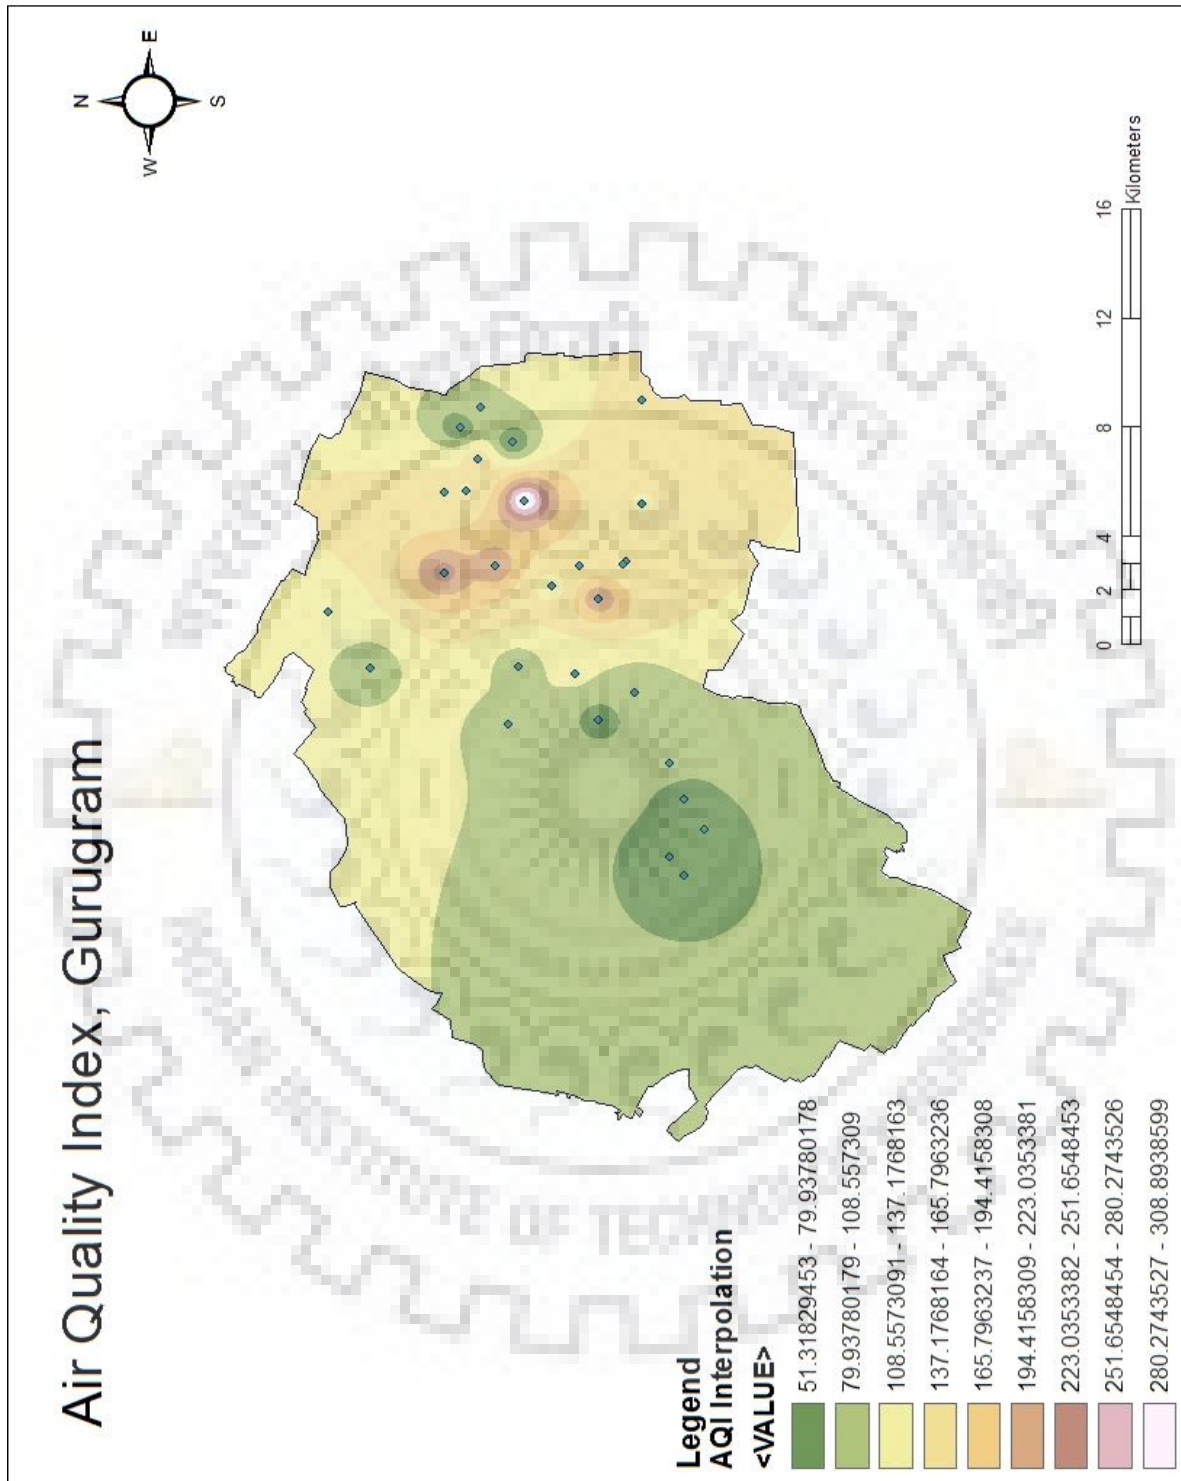 Air Quality Index, Gurugram
N
W
E
S
Legend
AQI Interpolation
<VALUE>
51.31829453 - 79.93780178
79.93780179 - 108.557309
108.5573091 - 137.1768163
137.1768164 - 165.7963236
165.7963237 - 194.4158308
194.4158309 - 223.0353381
223.0353382 - 251.6548453
251.6548454 - 280.2743526
280.2743527 - 308.8938599
0 2 4 8 12 16
Kilometers
OF